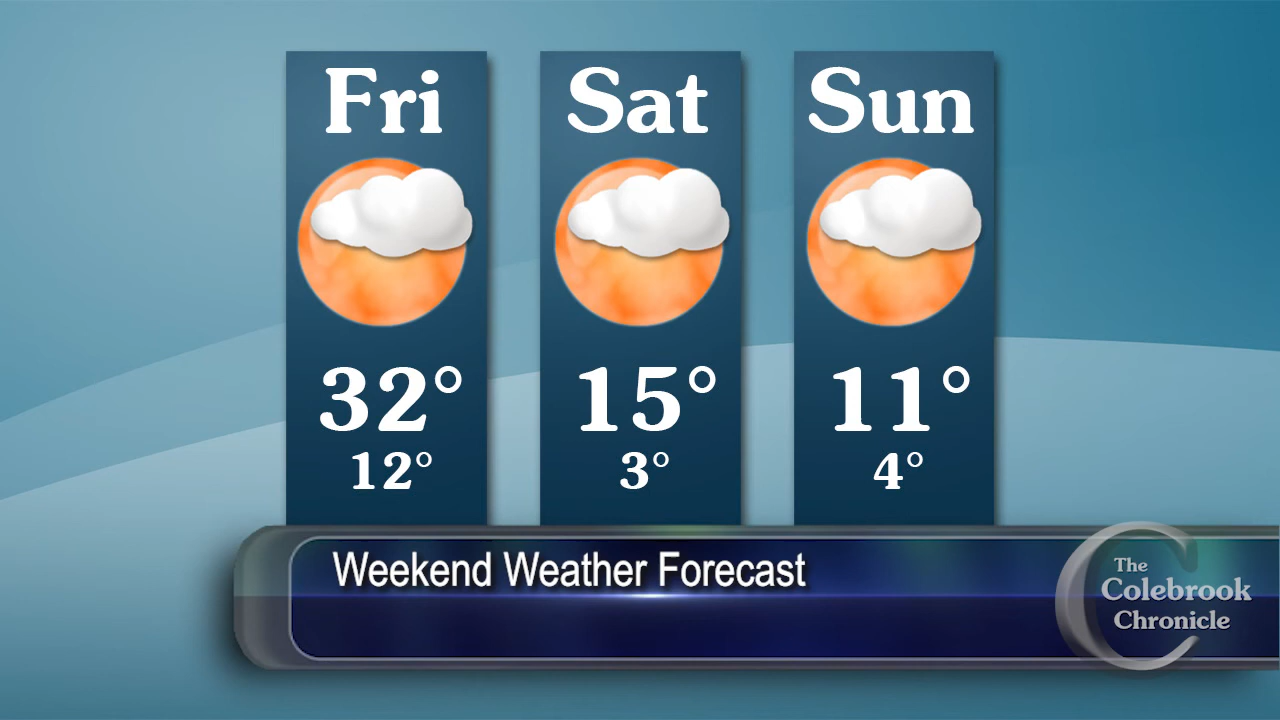 Fri
32°
12°
Sat
15°
3°
Sun
11°
4°
Weekend Weather Forecast
The
Colebrook
Chronicle